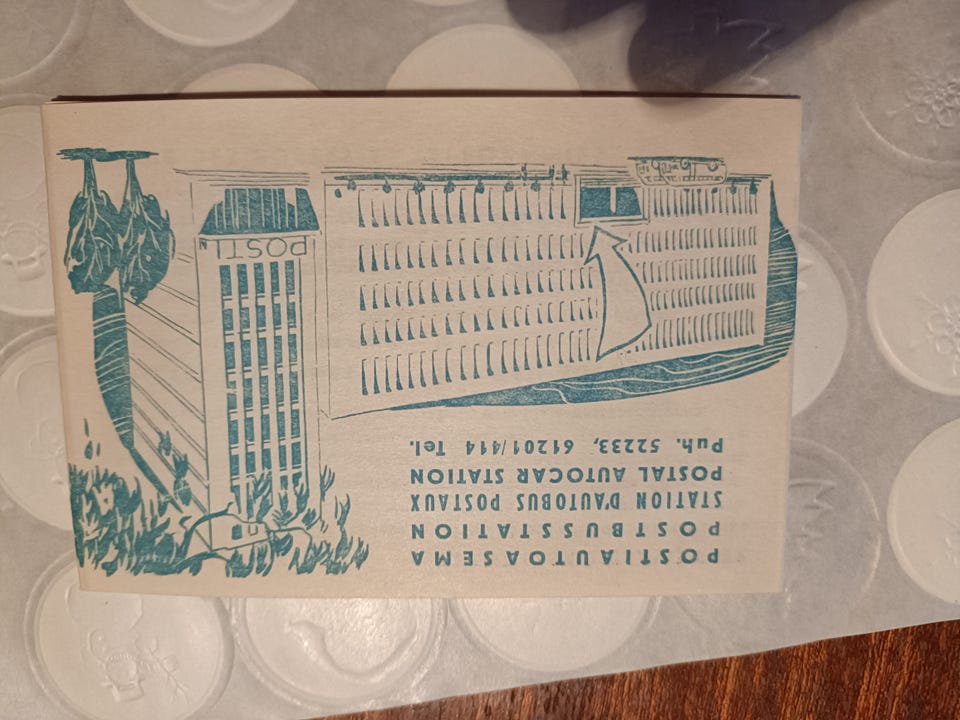 POSTIAUTOASEMA
POSTBUSSTATION
STATION D'AUTOBUS POSTAUX
POSTAL AUTOCAR STATION
Puh. 52233, 61201/414 Tel.
POSTI